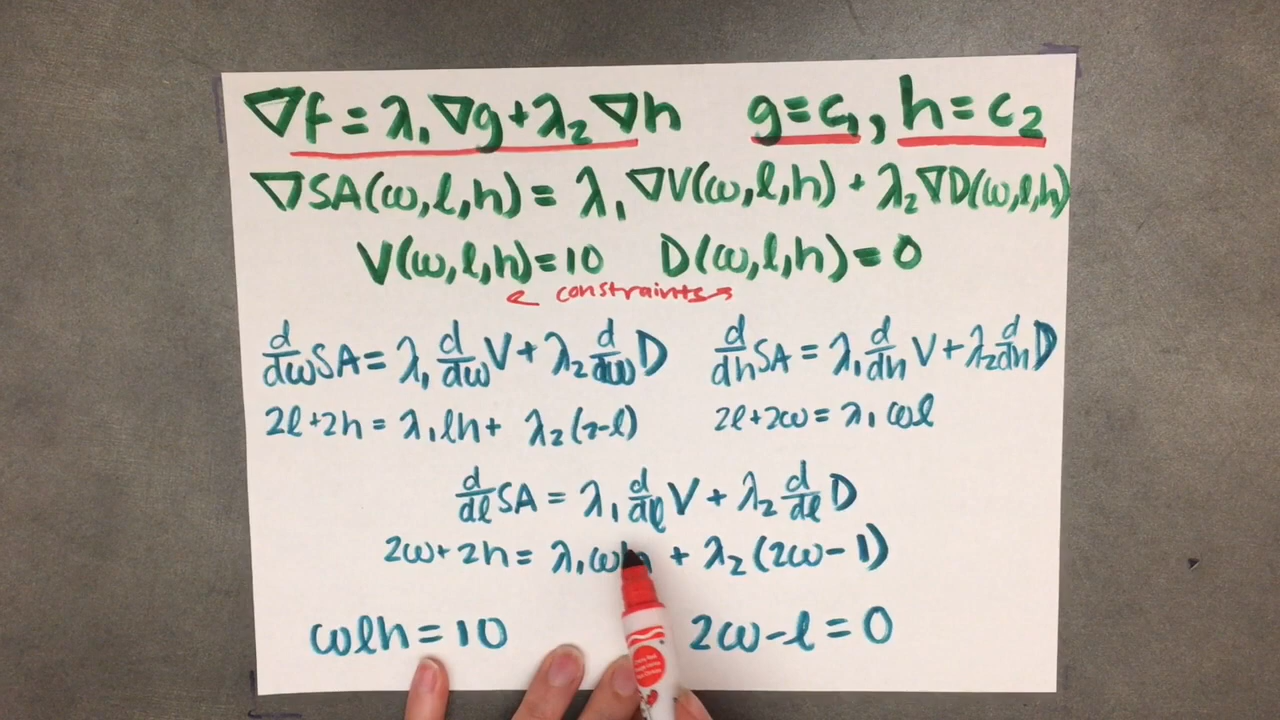 ∇f = λ₁∇g + λ₂∇h   g = c₁, h = c₂
∇SA(ω,l,h) = λ₁∇V(ω,l,h) + λ₂∇D(ω,l,h)
V(ω,l,h) = 10   D(ω,l,h) = 0
constraints
d/dω SA = λ₁ d/dω V + λ₂ d/dω D
2l + 2h = λ₁lh + λ₂(2-l)
d/dh SA = λ₁ d/dh V + λ₂ d/dh D
2l + 2ω = λ₁ωl
d/dl SA = λ₁ d/dl V + λ₂ d/dl D
2ω + 2h = λ₁ωh + λ₂(2ω-1)
ωlh = 10   2ω-l = 0